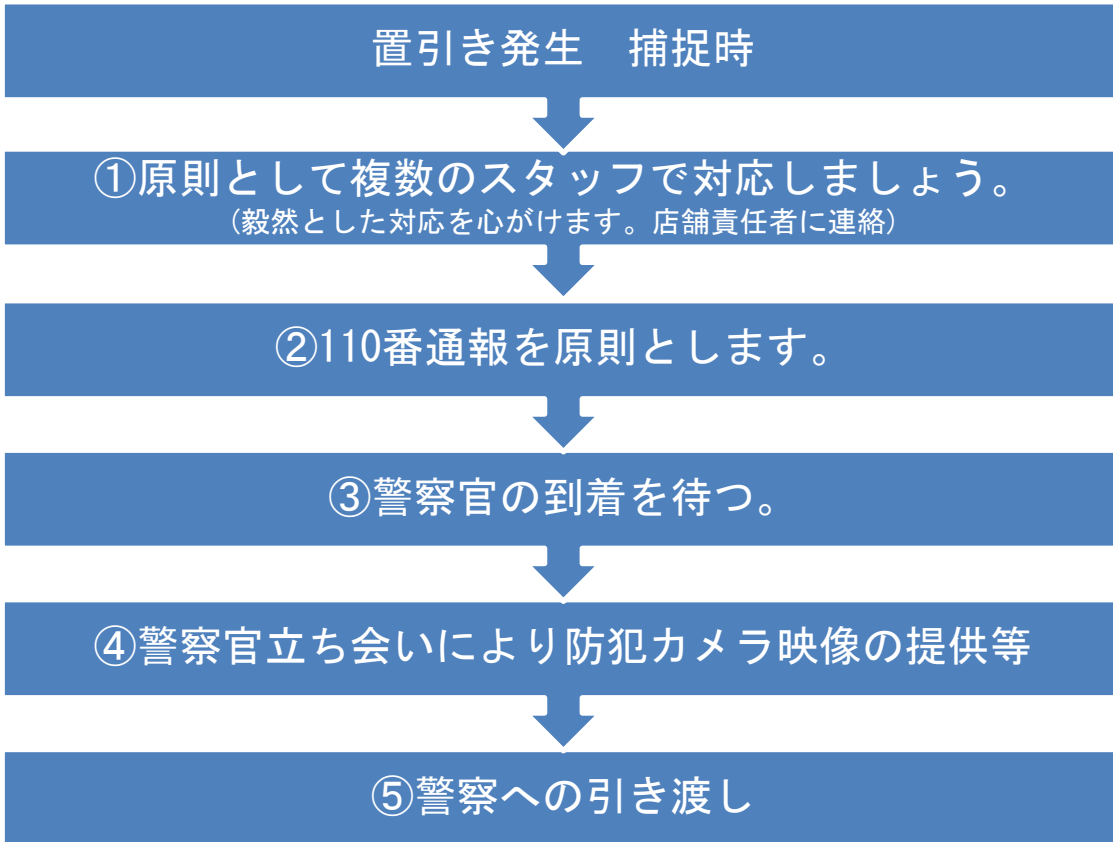 置引き発生　捕捉時
①原則として複数のスタッフで対応しましょう。
(毅然とした対応を心がけます。店舗責任者に連絡)
②110番通報を原則とします。
③警察官の到着を待つ。
④警察官立ち会いにより防犯カメラ映像の提供等
⑤警察への引き渡し